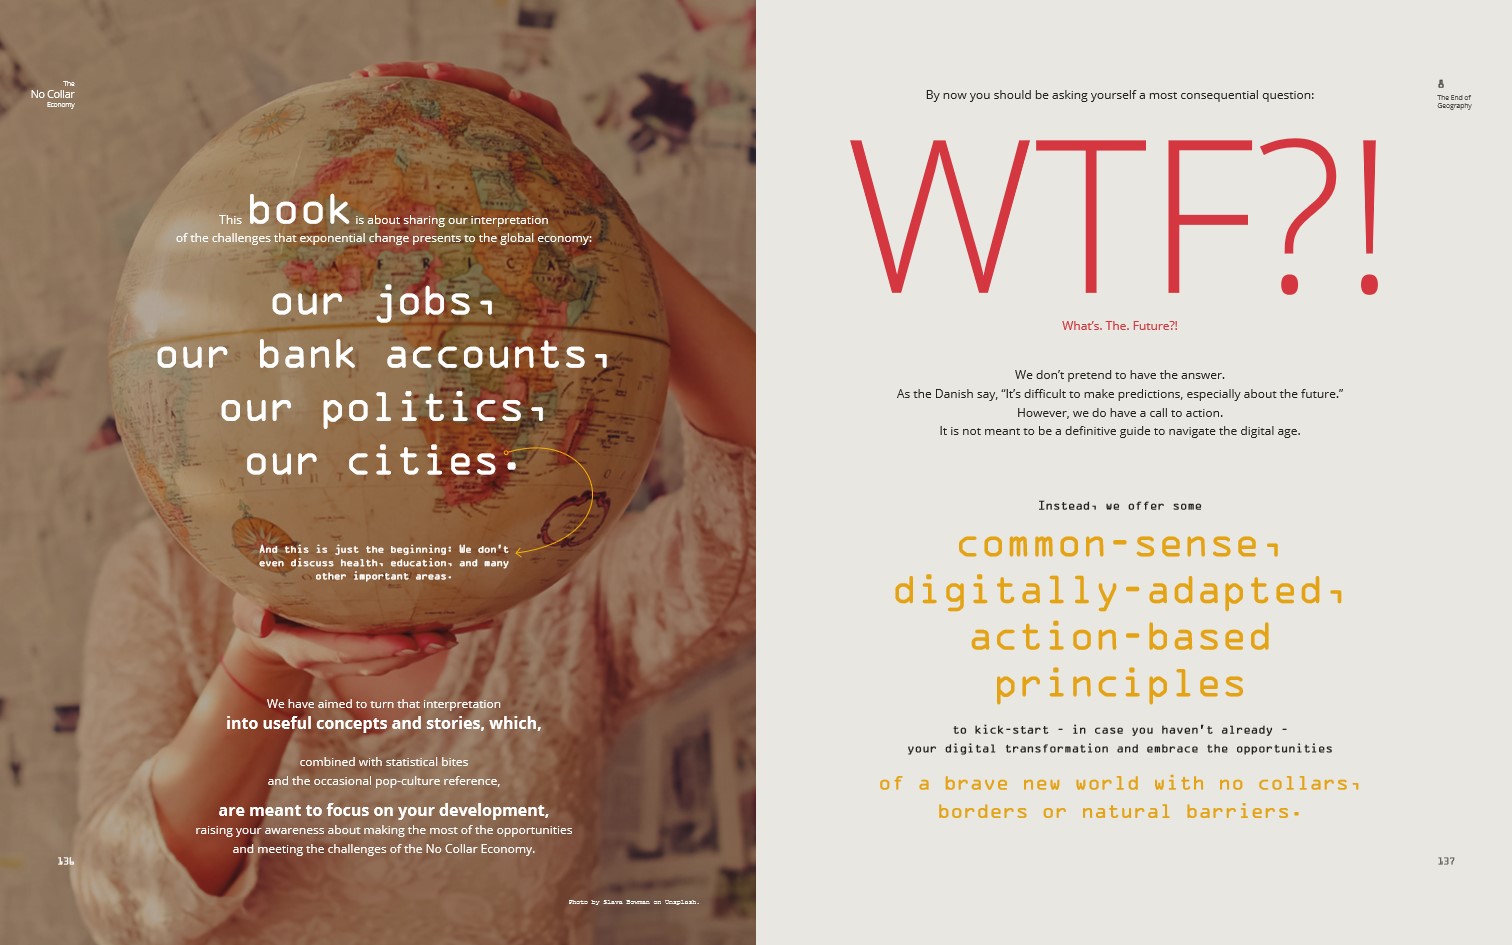 The
No Collar
Economy
This book is about sharing our interpretation
of the challenges that exponential change presents to the global economy:
our jobs,
our bank accounts,
our politics,
our cities.
And this is just the beginning: We don't
even discuss health, education, and many
other important areas.
We have aimed to turn that interpretation
into useful concepts and stories, which,
combined with statistical bites
and the occasional pop-culture reference,
are meant to focus on your development,
raising your awareness about making the most of the opportunities
and meeting the challenges of the No Collar Economy.
136
Photo by Slava Bowman on Unsplash.
8
The End of
Geography
By now you should be asking yourself a most consequential question:
WTF?!
What's. The. Future?!
We don't pretend to have the answer.
As the Danish say, “It's difficult to make predictions, especially about the future.”
However, we do have a call to action.
It is not meant to be a definitive guide to navigate the digital age.
Instead, we offer some
common-sense,
digitally-adapted,
action-based
principles
to kick-start - in case you haven't already -
your digital transformation and embrace the opportunities
of a brave new world with no collars,
borders or natural barriers.
137